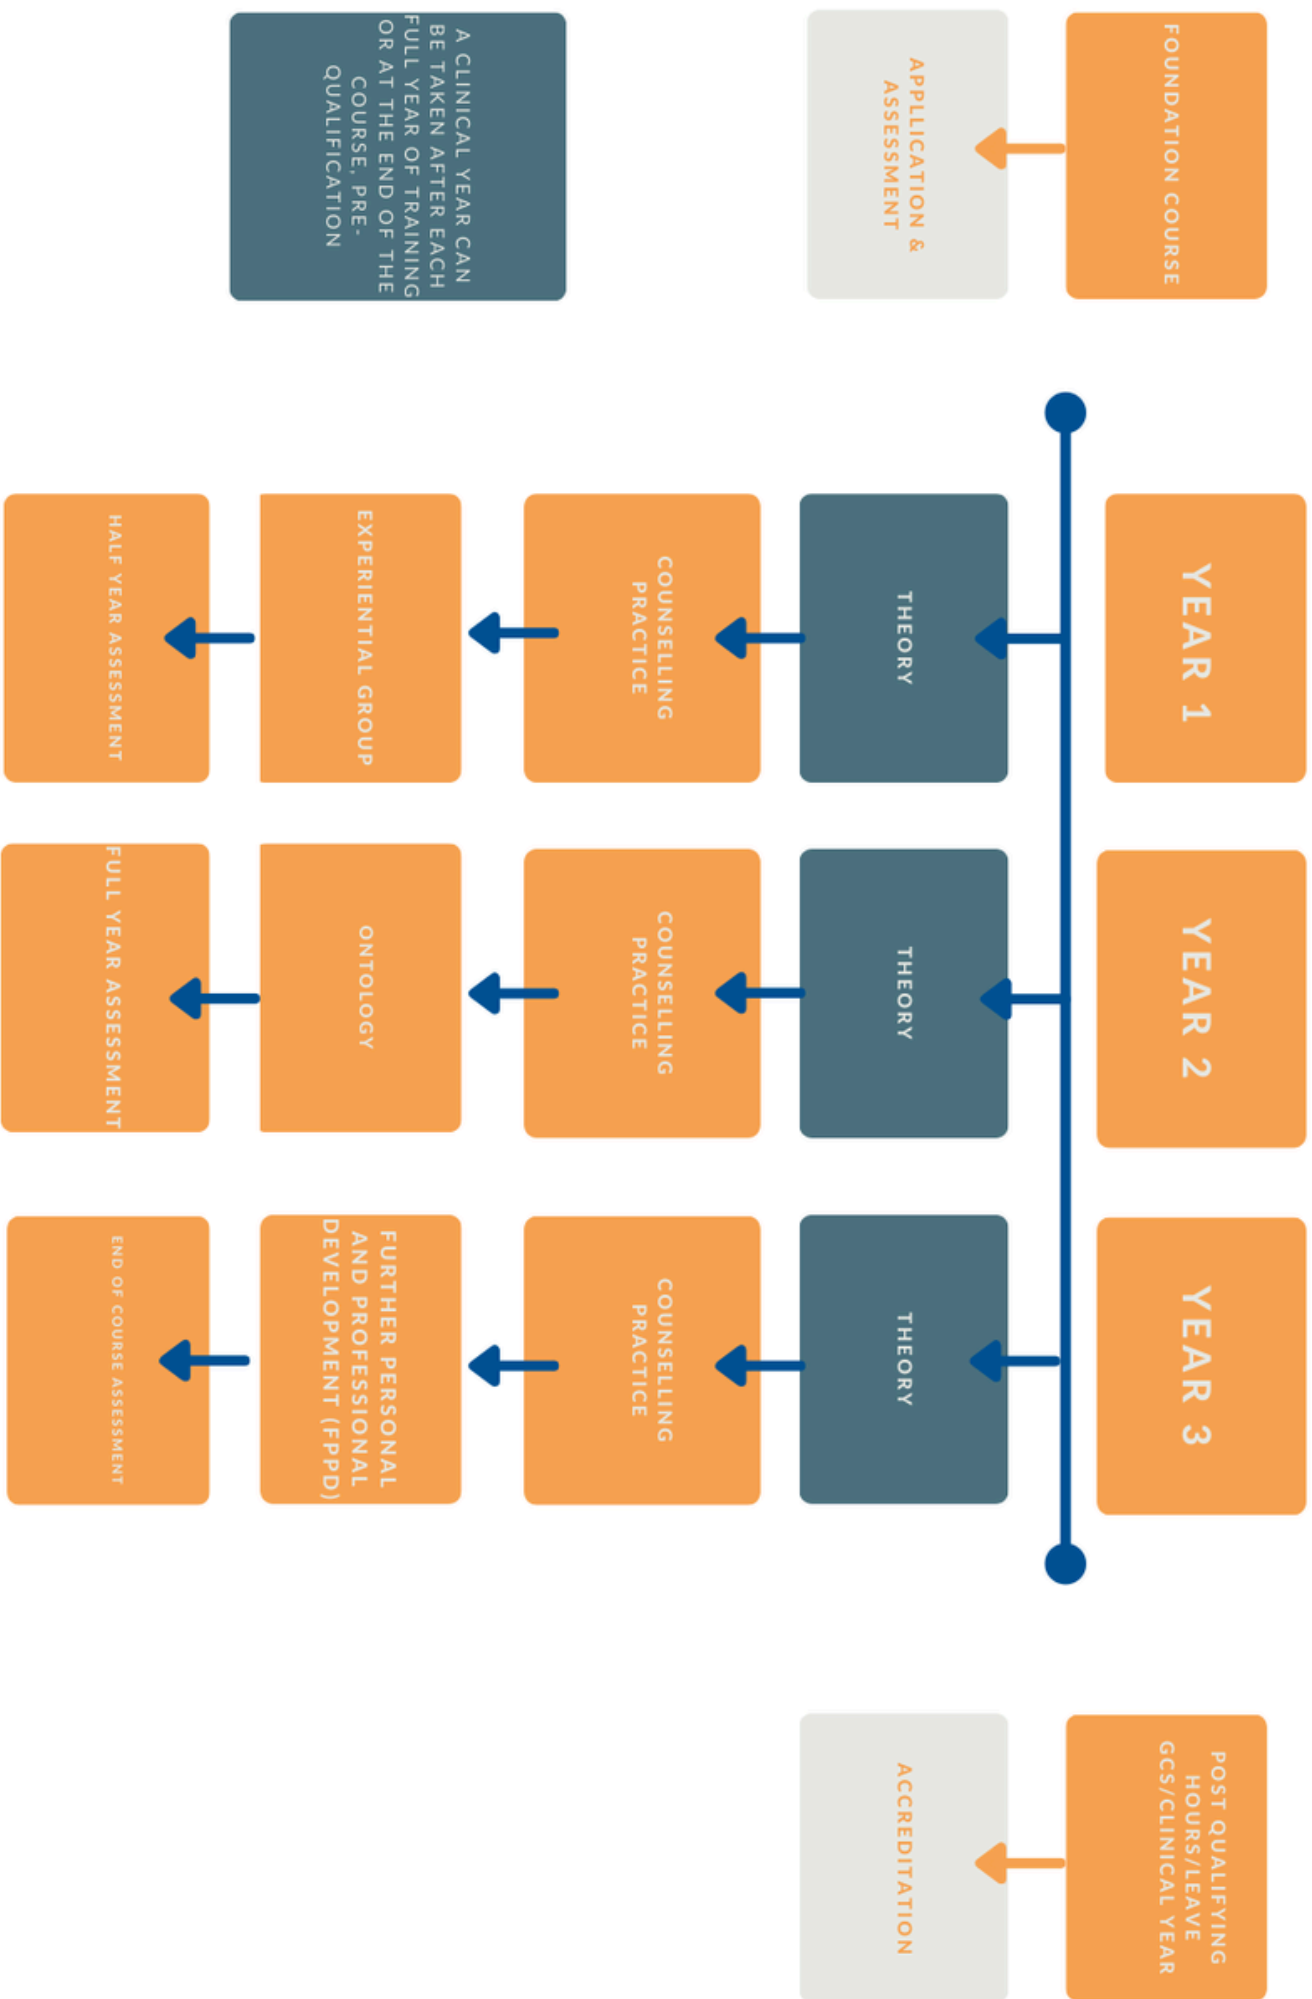 FOUNDATION COURSE
APPLLICATION &
ASSESSMENT
A CLINICAL YEAR CAN
BE TAKEN AFTER EACH
FULL YEAR OF TRAINING
OR AT THE END OF THE
COURSE, PRE-
QUALIFICATION
YEAR 1
THEORY
COUNSELLING
PRACTICE
EXPERIENTIAL GROUP
HALF YEAR ASSESSMENT
YEAR 2
THEORY
COUNSELLING
PRACTICE
ONTOLOGY
FULL YEAR ASSESSMENT
YEAR 3
THEORY
COUNSELLING
PRACTICE
FURTHER PERSONAL
AND PROFESSIONAL
DEVELOPMENT (FPPD)
END OF COURSE ASSESSMENT
POST QUALIFYING
HOURS/LEAVE
GCS/CLINICAL YEAR
ACCREDITATION